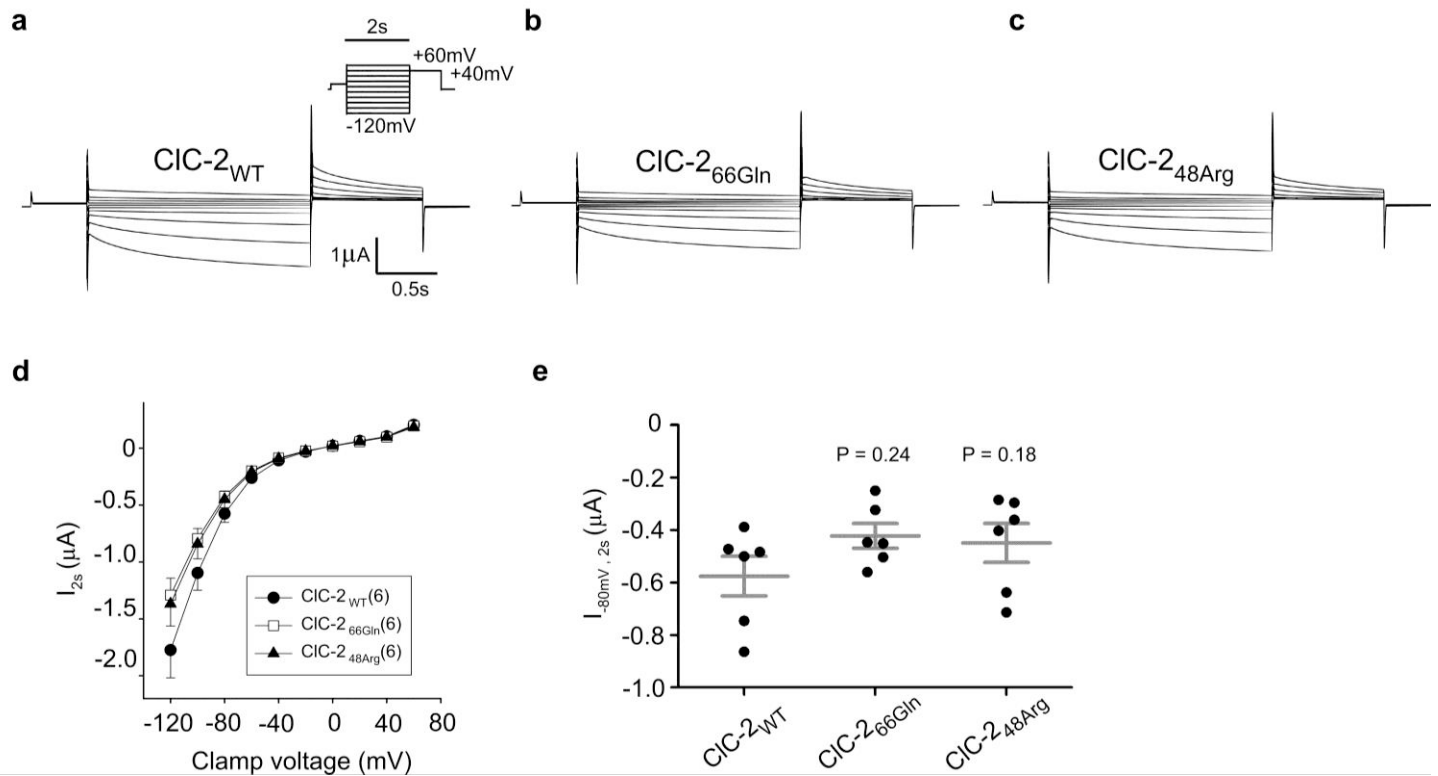 a
b
c
2s
+60mV
+40mV
-120mV
ClC-2WT
ClC-266Gln
ClC-248Arg
1μA
0.5s
d
e
0
-0.5
-1.0
-1.5
-2.0
I2s (μA)
ClC-2WT(6)
ClC-266Gln(6)
ClC-248Arg(6)
-120
-80
-40
0
40
80
Clamp voltage (mV)
0
-0.2
-0.4
-0.6
-0.8
-1.0
I-80mV, 2s (μA)
P = 0.24
P = 0.18
ClC-2WT
ClC-266Gln
ClC-248Arg